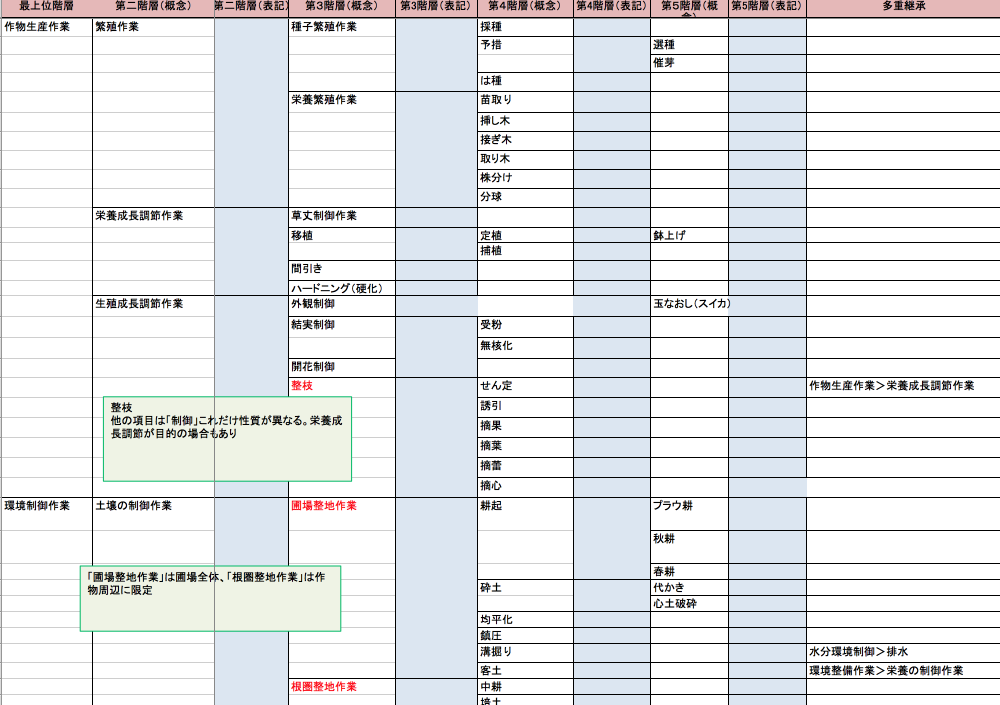 最上位階層 第二階層（概念） 第二階層（表記） 第３階層（概念） 第3階層（表記） 第４階層（概念） 第4階層（表記） 第５階層（概念） 第5階層（表記） 多重継承
作物生産作業 繁殖作業 種子繁殖作業 採種
予措 選種
催芽
は種
栄養繁殖作業 苗取り
挿し木
接ぎ木
取り木
株分け
分球
栄養成長調節作業 草丈制御作業
移植 定植 鉢上げ
捕植
間引き
ハードニング（硬化）
生殖成長調節作業 外観制御 玉なおし（スイカ）
結実制御 受粉
無核化
開花制御
整枝 せん定 作物生産作業＞栄養成長調節作業
誘引
摘果
摘葉
摘蕾
摘心
整枝
他の項目は「制御」これだけ性質が異なる。栄養成
長調節が目的の場合もあり
環境制御作業 土壌の制御作業 圃場整地作業 耕起 プラウ耕
秋耕
春耕
砕土 代かき
心土破砕
均平化
鎮圧
溝掘り 水分環境制御＞排水
客土 環境整備作業＞栄養の制御作業
「圃場整地作業」は圃場全体、「根圏整地作業」は作
物周辺に限定
根圏整地作業 中耕
培土